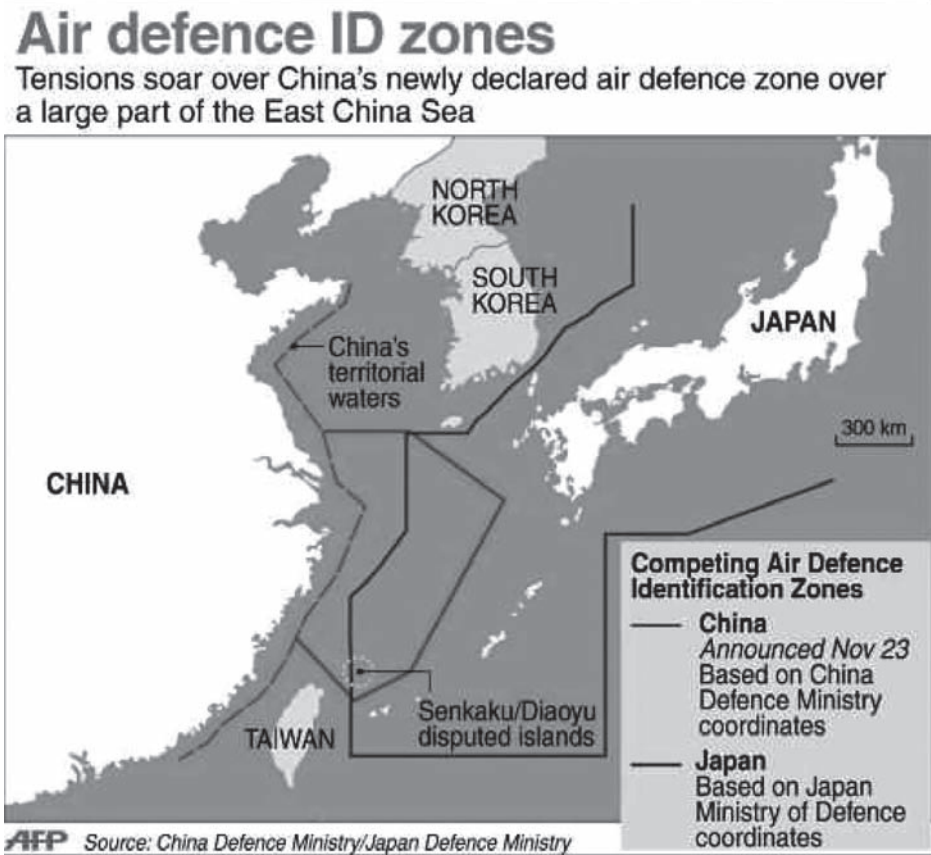 Air defence ID zones
Tensions soar over China's newly declared air defence zone over
a large part of the East China Sea
NORTH
KOREA
SOUTH
KOREA
JAPAN
China's
territorial
waters
300 km
CHINA
Senkaku/Diaoyu
disputed islands
TAIWAN
Competing Air Defence
Identification Zones
China
Announced Nov 23
Based on China
Defence Ministry
coordinates
Japan
Based on Japan
Ministry of Defence
coordinates
AFP Source: China Defence Ministry/Japan Defence Ministry